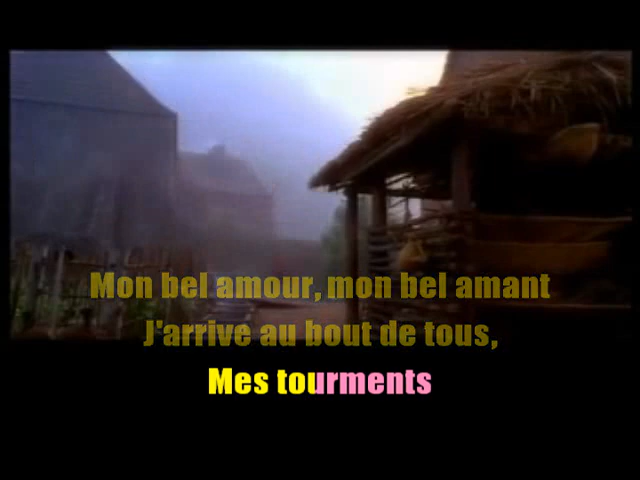 Mon bel amour, mon bel amant
J'arrive au bout de tous,
Mes tourments